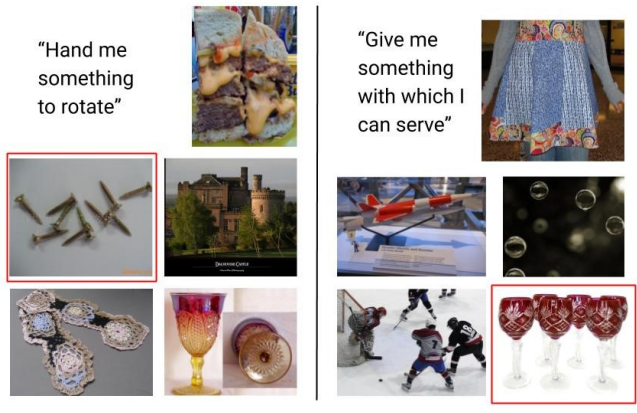 “Hand me
something
to rotate”
“Give me
something
with which I
can serve”